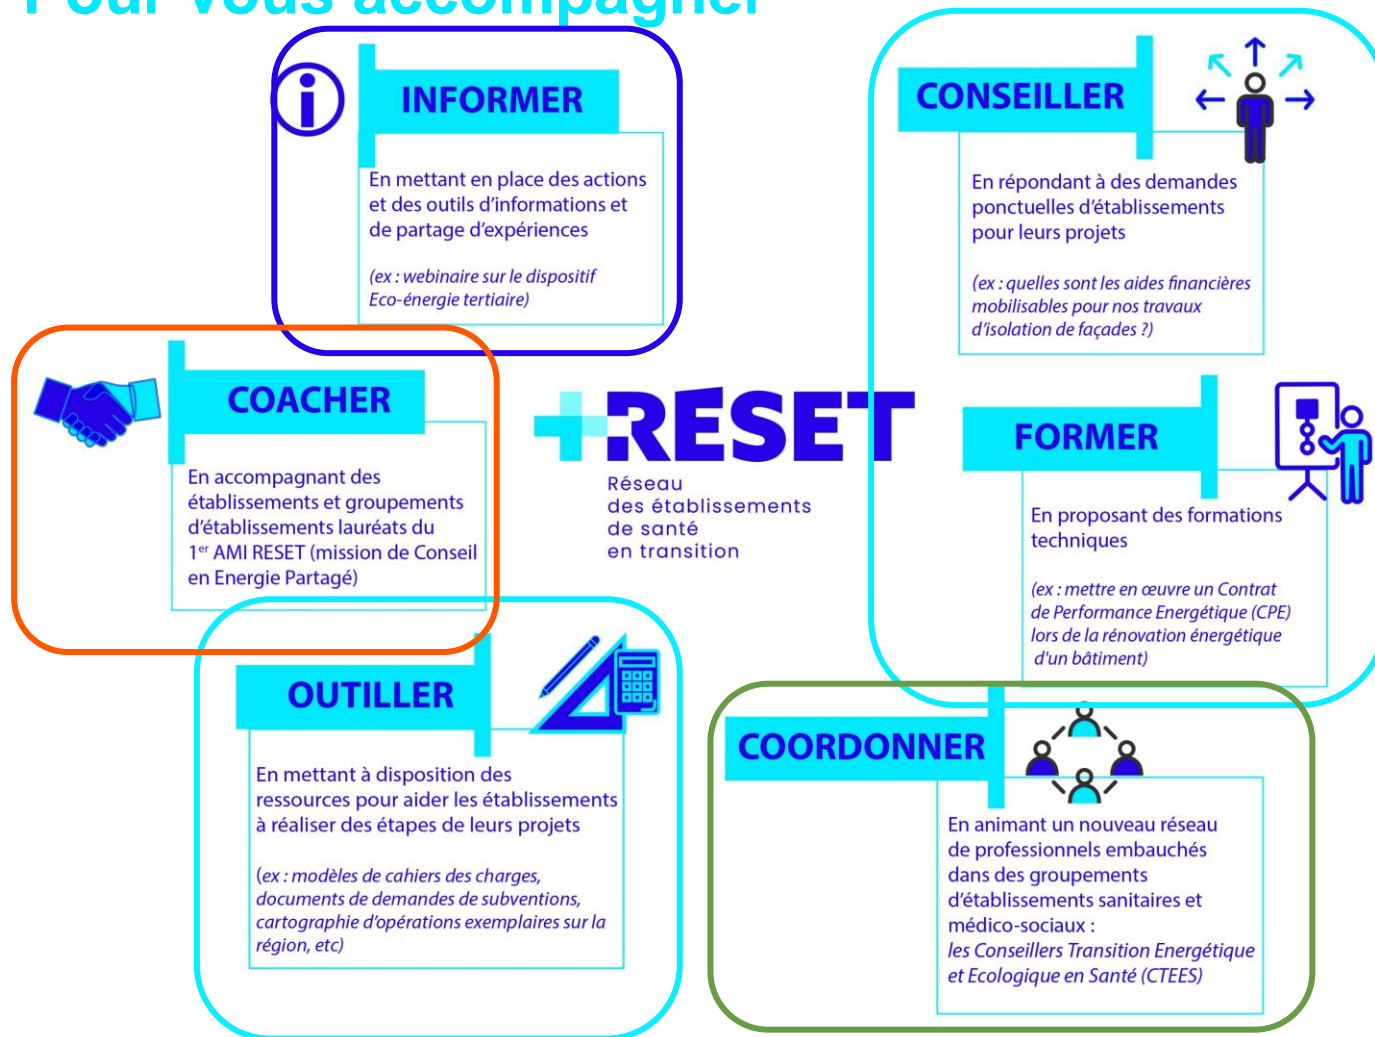 Pour vous accompagner
INFORMER
En mettant en place des actions
et des outils d’informations et
de partage d’expériences
(ex : webinaire sur le dispositif
Eco-énergie tertiaire)
CONSEILLER
En répondant à des demandes
ponctuelles d’établissements
pour leurs projets
(ex : quelles sont les aides financières
mobilisables pour nos travaux
d’isolation de façades ?)
COACHER
En accompagnant des
établissements et groupements
d’établissements lauréats du
1er AMI RESET (mission de Conseil
en Energie Partagé)
RÉSET
Réseau
des établissements
de santé
en transition
FORMER
En proposant des formations
techniques
(ex : mettre en œuvre un Contrat
de Performance Energétique (CPE)
lors de la rénovation énergétique
d'un bâtiment)
OUTILLER
En mettant à disposition des
ressources pour aider les établissements
à réaliser des étapes de leurs projets
(ex : modèles de cahiers des charges,
documents de demandes de subventions,
cartographie d’opérations exemplaires sur la
région, etc)
COORDONNER
En animant un nouveau réseau
de professionnels embauchés
dans des groupements
d’établissements sanitaires et
médico-sociaux :
les Conseillers Transition Energétique
et Ecologique en Santé (CTEES)